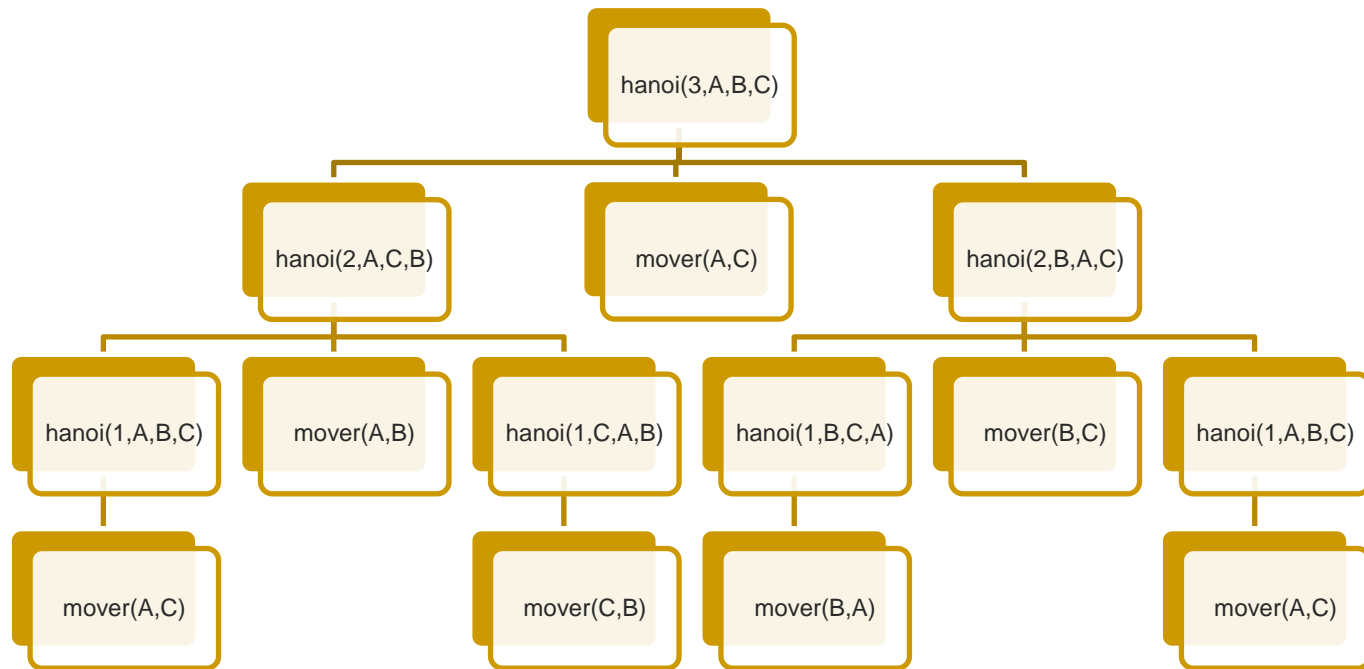 hanoi(3,A,B,C)
hanoi(2,A,C,B)
mover(A,C)
hanoi(2,B,A,C)
hanoi(1,A,B,C)
mover(A,B)
hanoi(1,C,A,B)
hanoi(1,B,C,A)
mover(B,C)
hanoi(1,A,B,C)
mover(A,C)
mover(C,B)
mover(B,A)
mover(A,C)